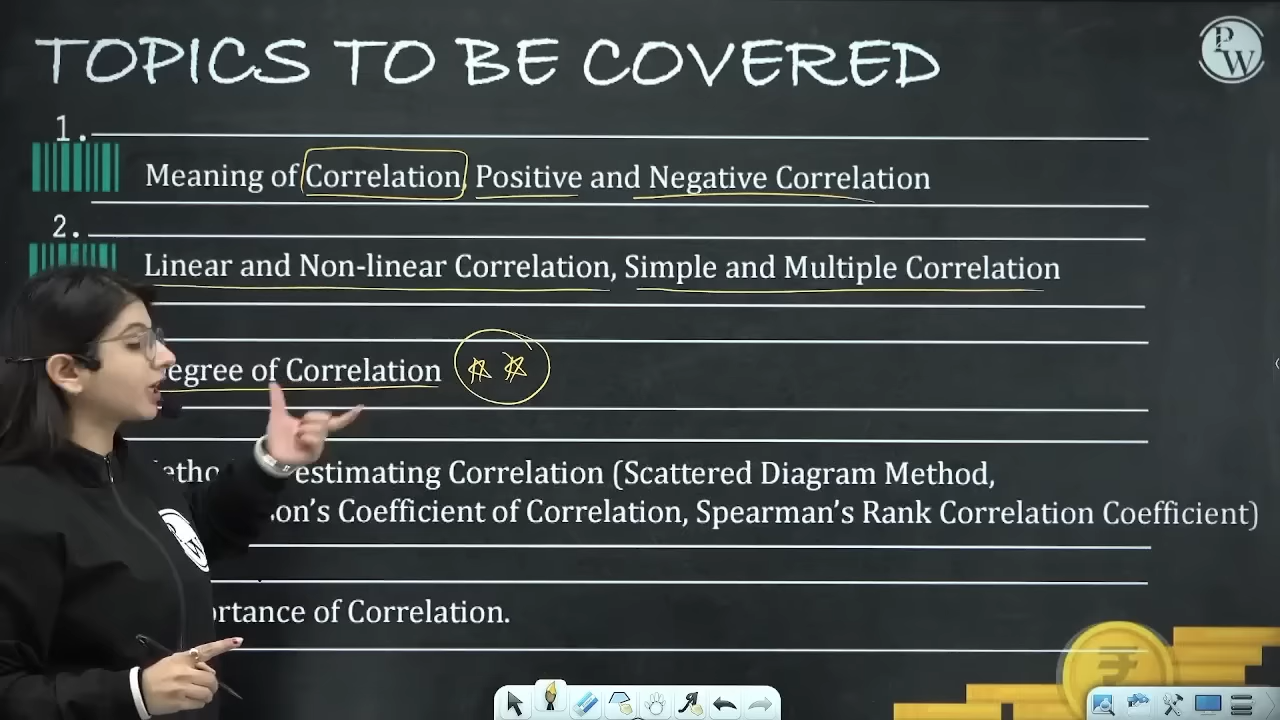 TOPICS TO BE COVERED
PW
1.
Meaning of Correlation, Positive and Negative Correlation
2.
Linear and Non-linear Correlation, Simple and Multiple Correlation
egree of Correlation
estimating Correlation (Scattered Diagram Method,
on's Coefficient of Correlation, Spearman's Rank Correlation Coefficient)
ortance of Correlation.
₹